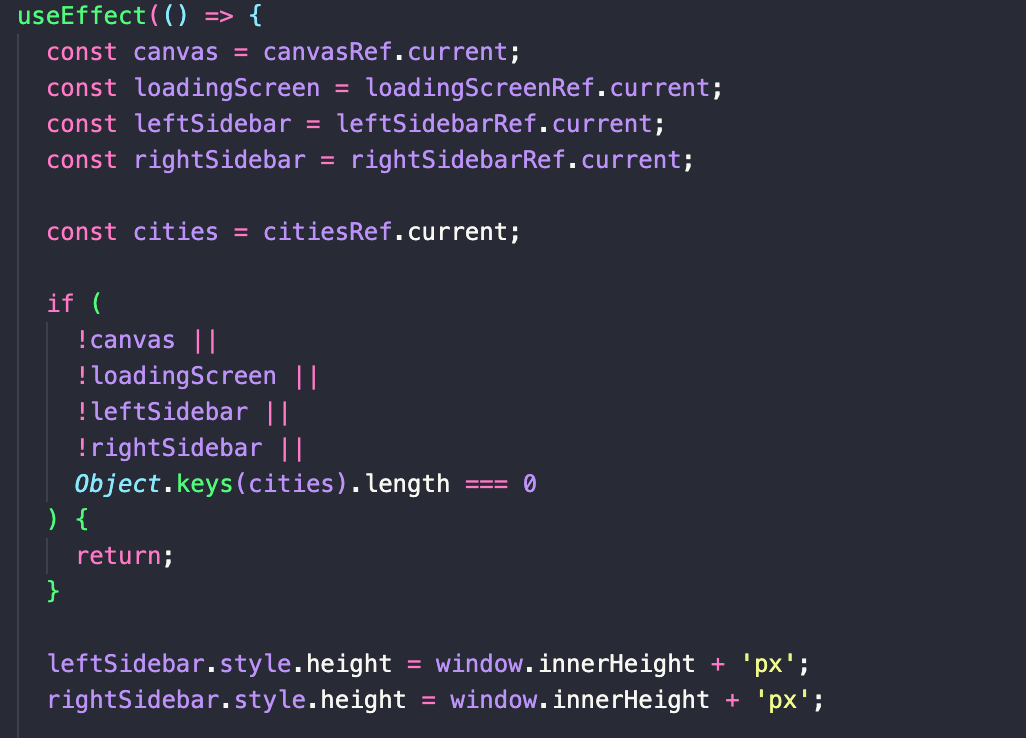 useEffect(() => {
  const canvas = canvasRef.current;
  const loadingScreen = loadingScreenRef.current;
  const leftSidebar = leftSidebarRef.current;
  const rightSidebar = rightSidebarRef.current;

  const cities = citiesRef.current;

  if (
    !canvas ||
    !loadingScreen ||
    !leftSidebar ||
    !rightSidebar ||
    Object.keys(cities).length === 0
  ) {
    return;
  }

  leftSidebar.style.height = window.innerHeight + 'px';
  rightSidebar.style.height = window.innerHeight + 'px';